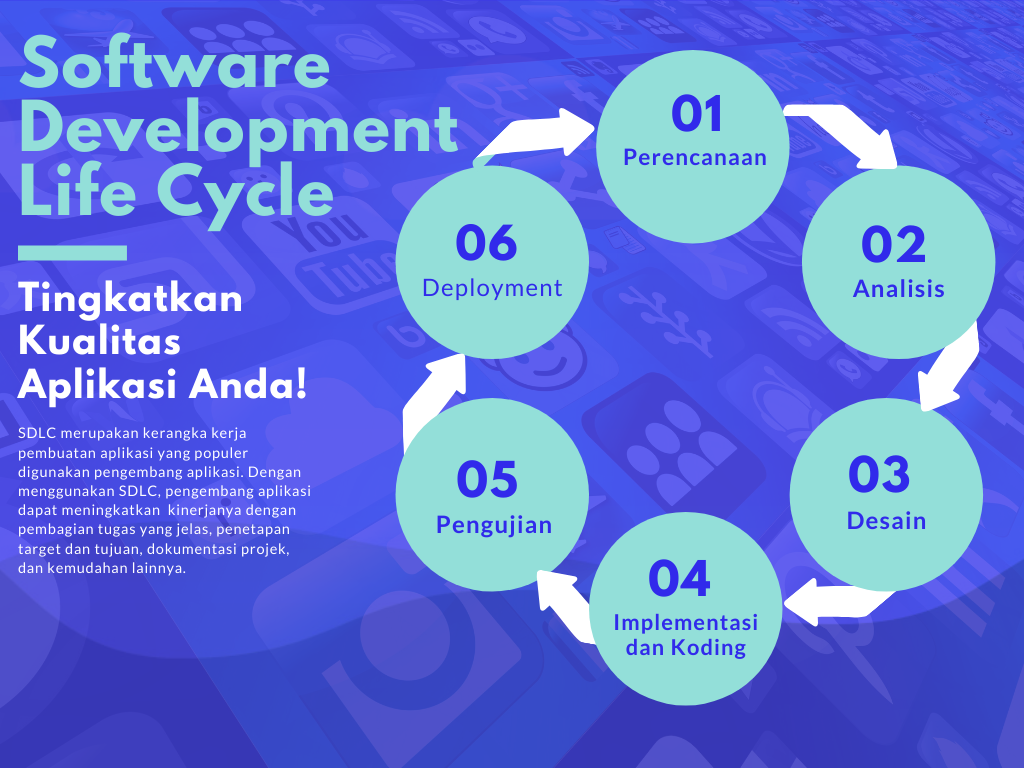 Software
Development
Life Cycle
Tingkatkan
Kualitas
Aplikasi Anda!
SDLC merupakan kerangka kerja
pembuatan aplikasi yang populer
digunakan pengembang aplikasi. Dengan
menggunakan SDLC, pengembang aplikasi
dapat meningkatkan  kinerjanya dengan
pembagian tugas yang jelas, penetapan
target dan tujuan, dokumentasi projek,
dan kemudahan lainnya.
01
Perencanaan
02
Analisis
03
Desain
04
Implementasi
dan Koding
05
Pengujian
06
Deployment
You
Tube